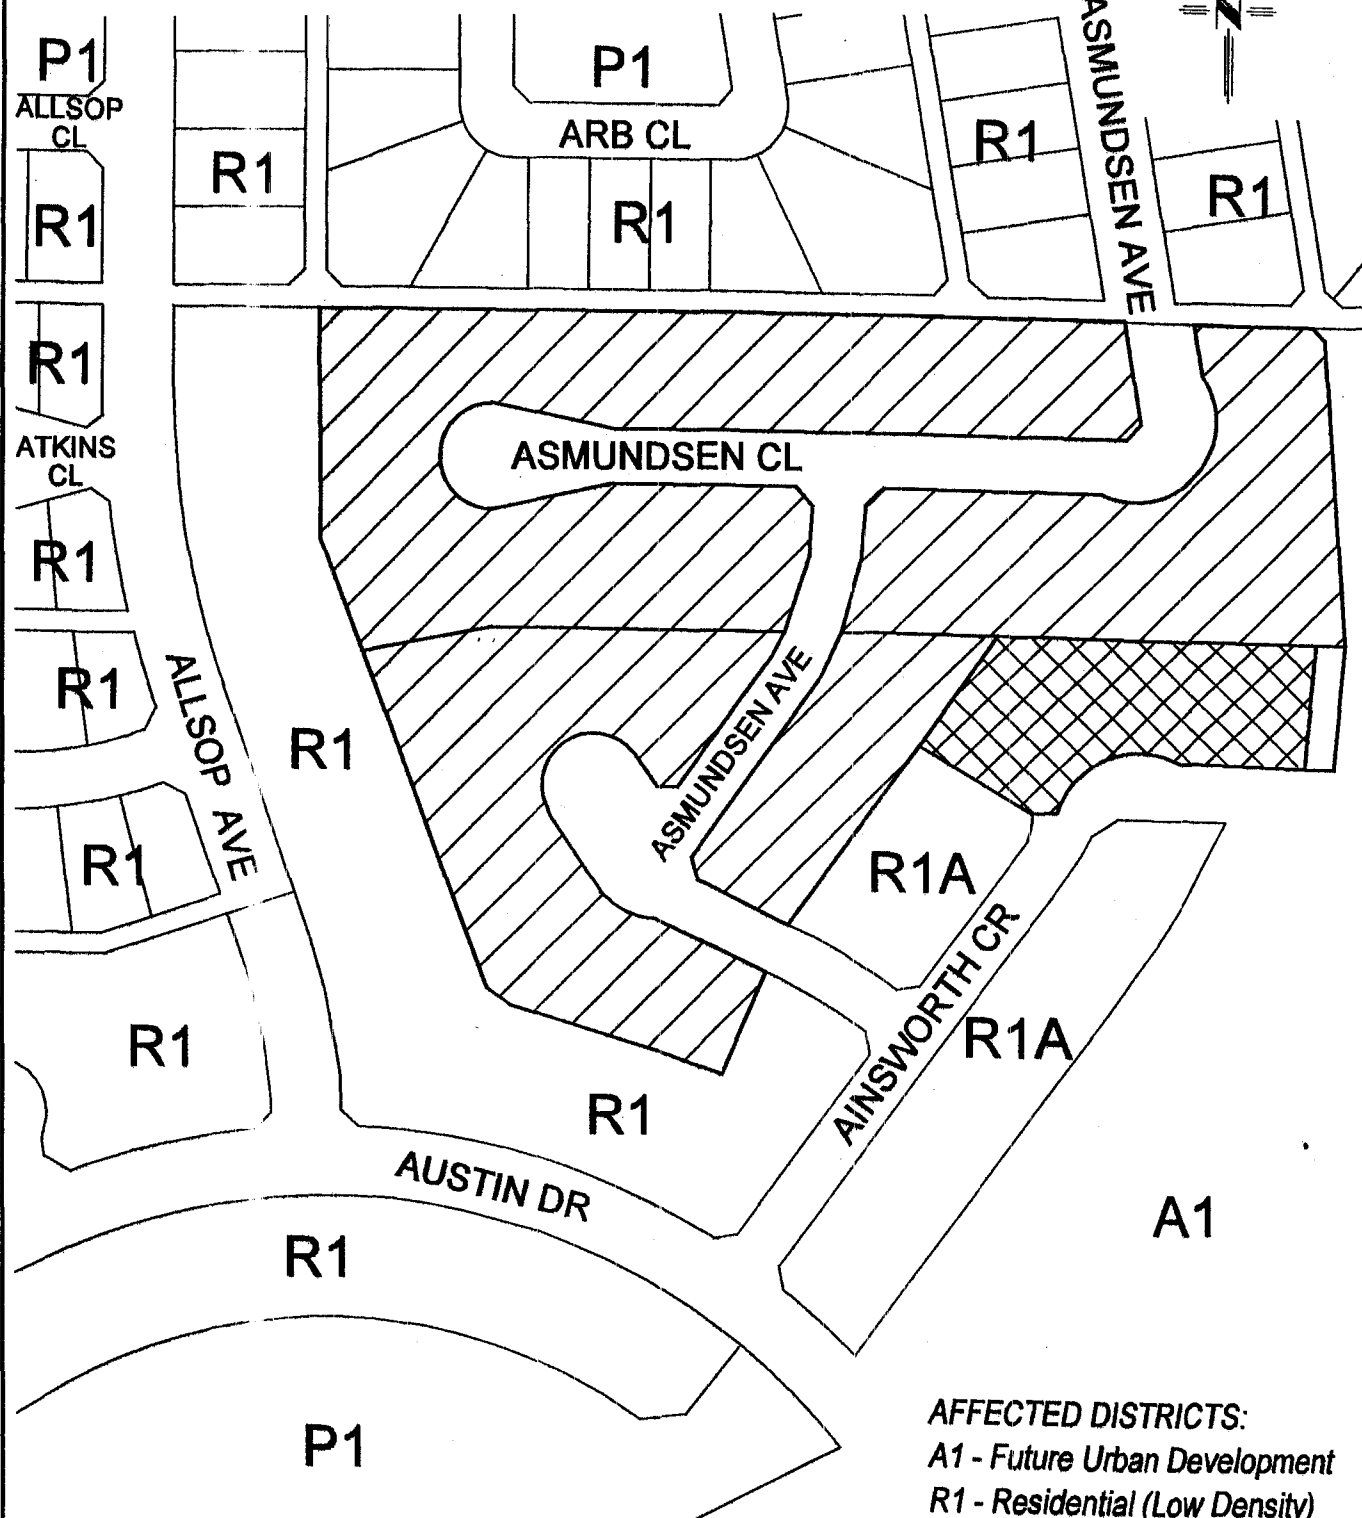 P1
P1
ASMUNDSEN AVE
ALLSOP
CL
ARB CL
R1
R1
R1
R1
R1
R1
ATKINS
CL
ASMUNDSEN CL
R1
R1
ALLSOP AVE
R1
ASMUNDSEN AVE
R1
R1A
AINSWORTH CR
R1
R1A
R1
AUSTIN DR
A1
R1
P1
AFFECTED DISTRICTS:
A1 - Future Urban Development
R1 - Residential (Low Density)